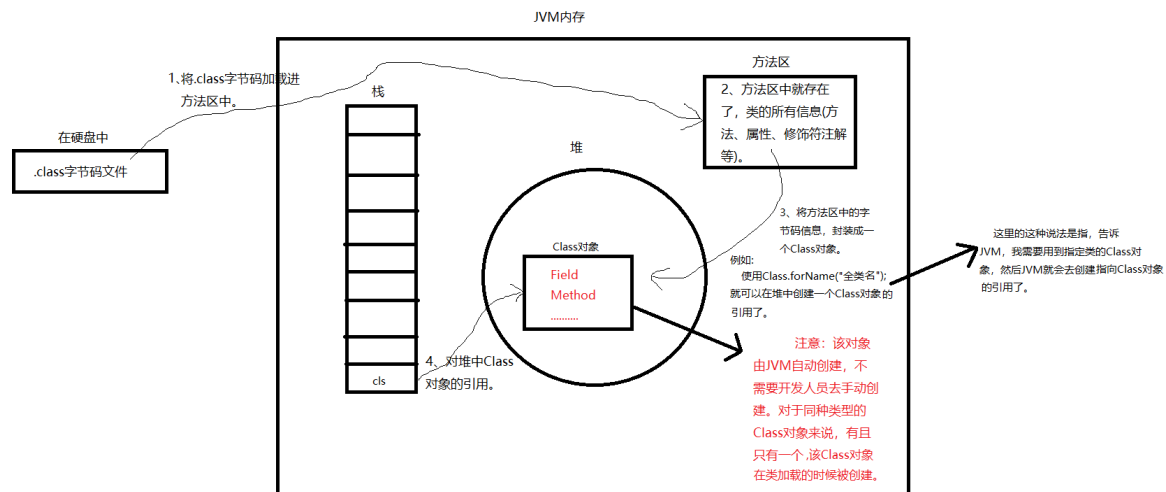 JVM内存
1、将.class字节码加载进
方法区中。
在硬盘中
.class字节码文件
栈
cls
堆
Class对象
Field
Method
..........
4、对堆中Class
对象的引用。
方法区
2、方法区中就存在
了，类的所有信息(方
法、属性、修饰符注解
等)。
3、将方法区中的字
节码信息，封装成一
个Class对象。
例如:
使用Class.forName("全类名");
就可以在堆中创建一个Class对象的
引用了。
这里的这种说法是指，告诉
JVM，我需要用到指定类的Class对
象，然后JVM就会去创建指向Class对象
的引用了。
注意：该对象
由JVM自动创建，不
需要开发人员去手动创
建。对于同种类型的
Class对象来说，有且
只有一个,该Class对象
在类加载的时候被创建。